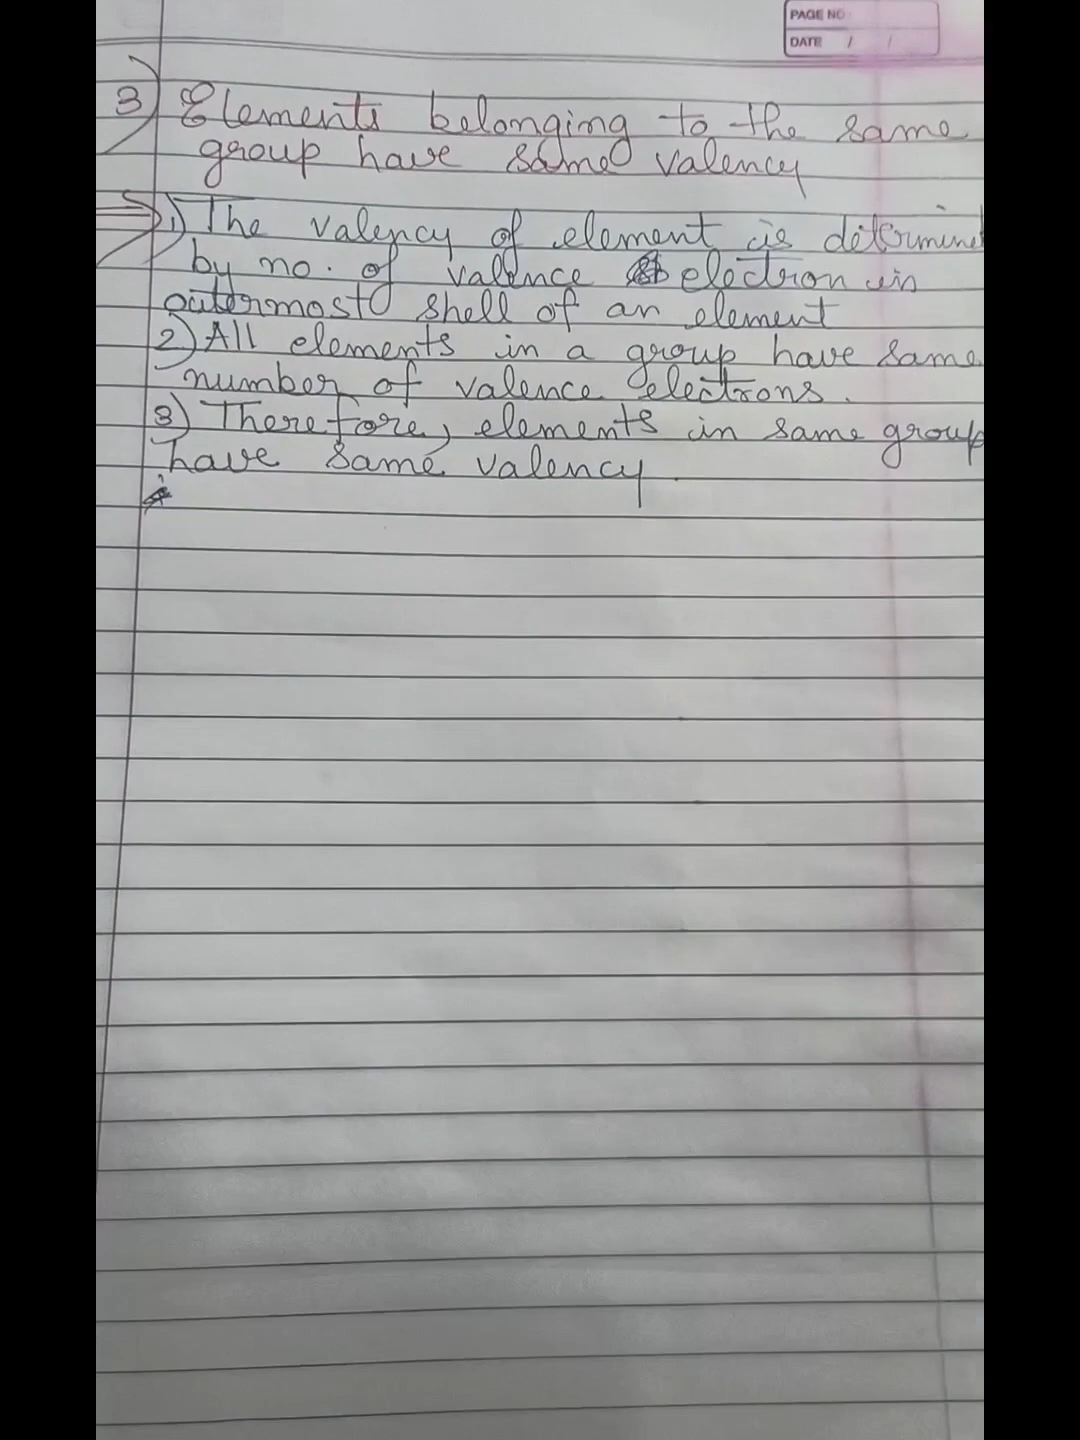 PAGE NO
DATE / /
3) Elements belonging to the same
group have same valency
⇒ 1) The valency of element is determined
by no. of valence electron in
outermost shell of an element
2) All elements in a group have same
number of valence electrons.
3) Therefore, elements in same group
have same valency.